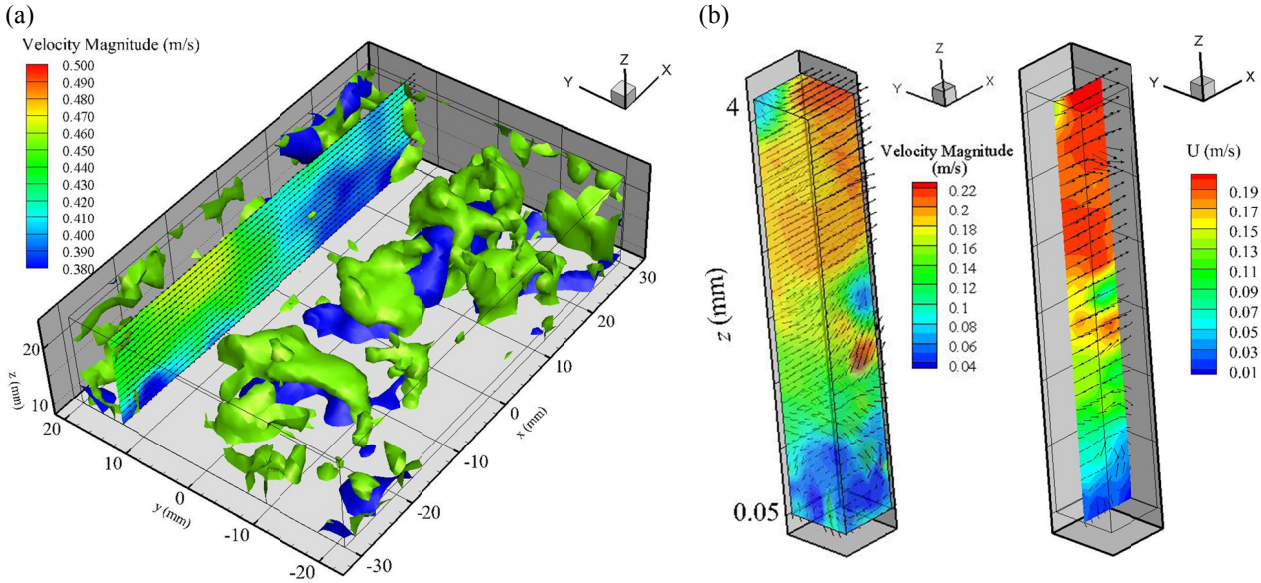 (a)
Velocity Magnitude (m/s)
0.500
0.490
0.480
0.470
0.460
0.450
0.440
0.430
0.420
0.410
0.400
0.390
0.380
Z
Y
X
20
10
z (mm)
20
10
0
-10
-20
y (mm)
30
20
10
0
-10
-20
-30
x (mm)
(b)
4
z (mm)
0.05
Z
Y
X
Velocity Magnitude
(m/s)
0.22
0.2
0.18
0.16
0.14
0.12
0.1
0.08
0.06
0.04
Z
Y
X
U (m/s)
0.19
0.17
0.15
0.13
0.11
0.09
0.07
0.05
0.03
0.01